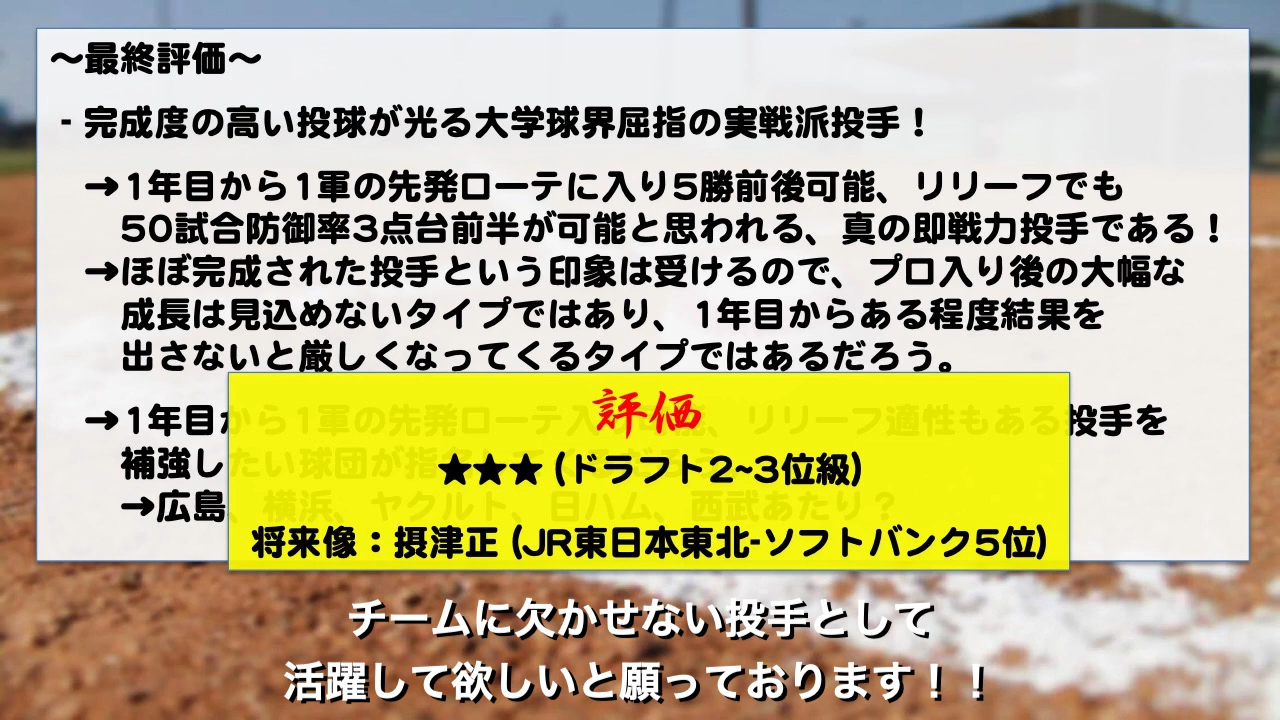 〜最終評価〜
- 完成度の高い投球が光る大学球界屈指の実戦派投手！
→1年目から1軍の先発ローテに入り5勝前後可能、リリーフでも
50試合防御率3点台前半が可能と思われる、真の即戦力投手である！
→ほぼ完成された投手という印象は受けるので、プロ入り後の大幅な
成長は見込めないタイプではあり、1年目からある程度結果を
出さないと厳しくなってくるタイプではあるだろう。
→1年目から1軍の先発ローテ入 、リリーフ適性もある投手を
補強したい球団が指
→広島、横浜、ヤクルト、日ハム、西武あたり？
評価
★★★ (ドラフト2~3位級)
将来像：摂津正 (JR東日本東北-ソフトバンク5位)
チームに欠かせない投手として
活躍して欲しいと願っております！！